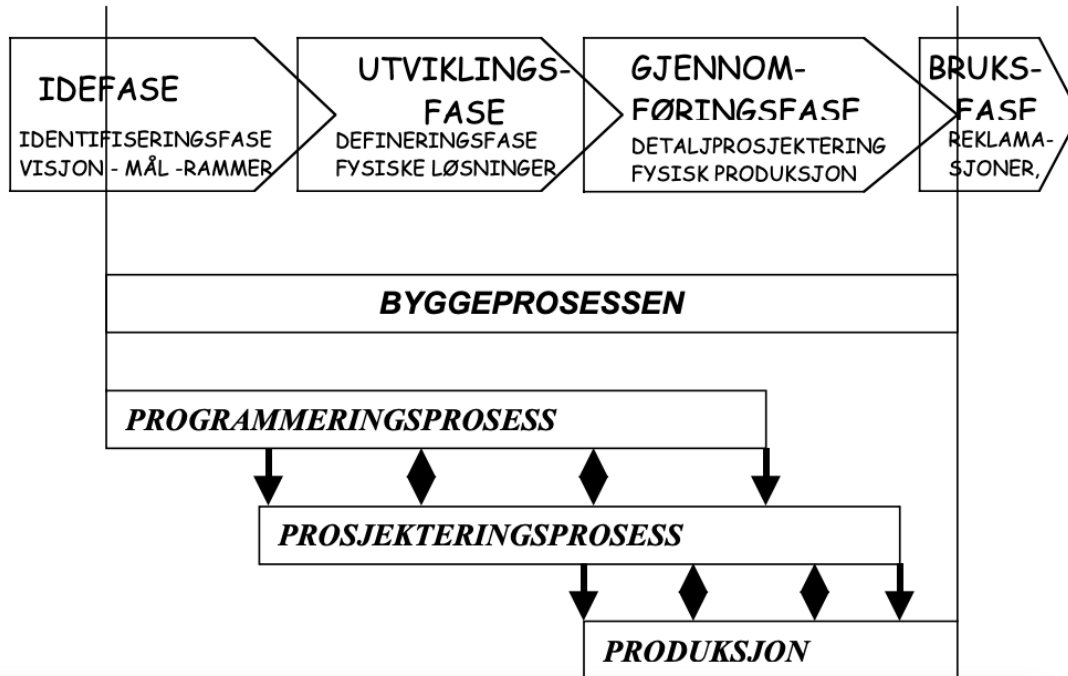 IDEFASE
IDENTIFISERINGSFASE
VISJON - MÅL -RAMMER
UTVIKLINGS-
FASE
DEFINERINGSFASE
FYSISKE LØSNINGER
GJENNOM-
FØRINGSFASE
DETALJPROSJEKTERING
FYSISK PRODUKSJON
BRUKS-
FASE
REKLAMA-
SJONER,
BYGGEPROSESSEN
PROGRAMMERINGSPROSESS
PROSJEKTERINGSPROSESS
PRODUKSJON